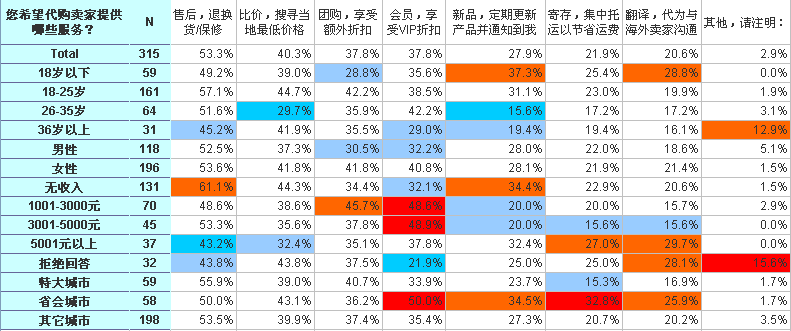 您希望代购卖家提供哪些服务？ N 售后，退换货/保修 比价，搜寻当地最低价格 团购，享受额外折扣 会员，享受VIP折扣 新品，定期更新产品并通知到我 寄存，集中托运以节省运费 翻译，代为与海外卖家沟通 其他，请注明：
Total 315 53.3% 40.3% 37.8% 37.8% 27.9% 21.9% 20.6% 2.9%
18岁以下 59 49.2% 39.0% 28.8% 35.6% 37.3% 25.4% 28.8% 0.0%
18-25岁 161 57.1% 44.7% 42.2% 38.5% 31.1% 23.0% 19.9% 1.9%
26-35岁 64 51.6% 29.7% 35.9% 42.2% 15.6% 17.2% 17.2% 3.1%
36岁以上 31 45.2% 41.9% 35.5% 29.0% 19.4% 19.4% 16.1% 12.9%
男性 118 52.5% 37.3% 30.5% 32.2% 28.0% 22.0% 18.6% 5.1%
女性 196 53.6% 41.8% 41.8% 40.8% 28.1% 21.9% 21.4% 1.5%
无收入 131 61.1% 44.3% 34.4% 32.1% 34.4% 22.9% 20.6% 1.5%
1001-3000元 70 48.6% 38.6% 45.7% 48.6% 20.0% 20.0% 15.7% 2.9%
3001-5000元 45 53.3% 35.6% 37.8% 48.9% 20.0% 15.6% 15.6% 0.0%
5001元以上 37 43.2% 32.4% 35.1% 37.8% 32.4% 27.0% 29.7% 0.0%
拒绝回答 32 43.8% 43.8% 37.5% 21.9% 25.0% 25.0% 28.1% 15.6%
特大城市 59 55.9% 39.0% 40.7% 33.9% 23.7% 15.3% 16.9% 1.7%
省会城市 58 50.0% 43.1% 36.2% 50.0% 34.5% 32.8% 25.9% 1.7%
其它城市 198 53.5% 39.9% 37.4% 35.4% 27.3% 20.7% 20.2% 3.5%